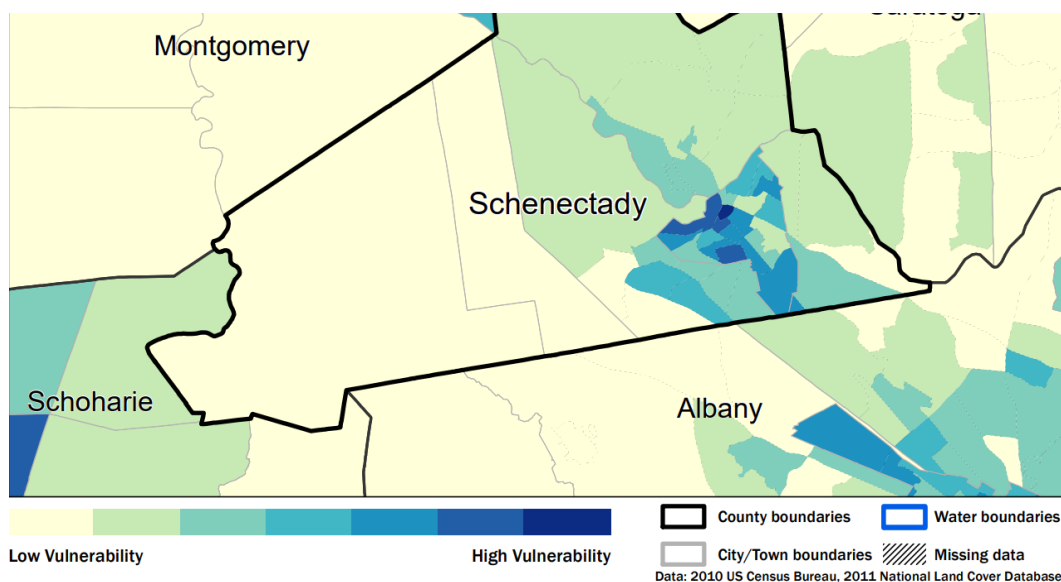 Saratoga
Montgomery
Schenectady
Schoharie
Albany
Low Vulnerability
High Vulnerability
County boundaries
Water boundaries
City/Town boundaries
Missing data
Data: 2010 US Census Bureau, 2011 National Land Cover Database